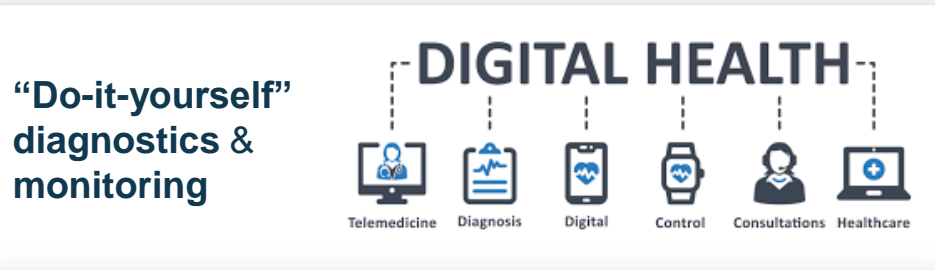 “Do-it-yourself”
diagnostics &
monitoring
DIGITAL HEALTH
Telemedicine
Diagnosis
Digital
Control
Consultations
Healthcare